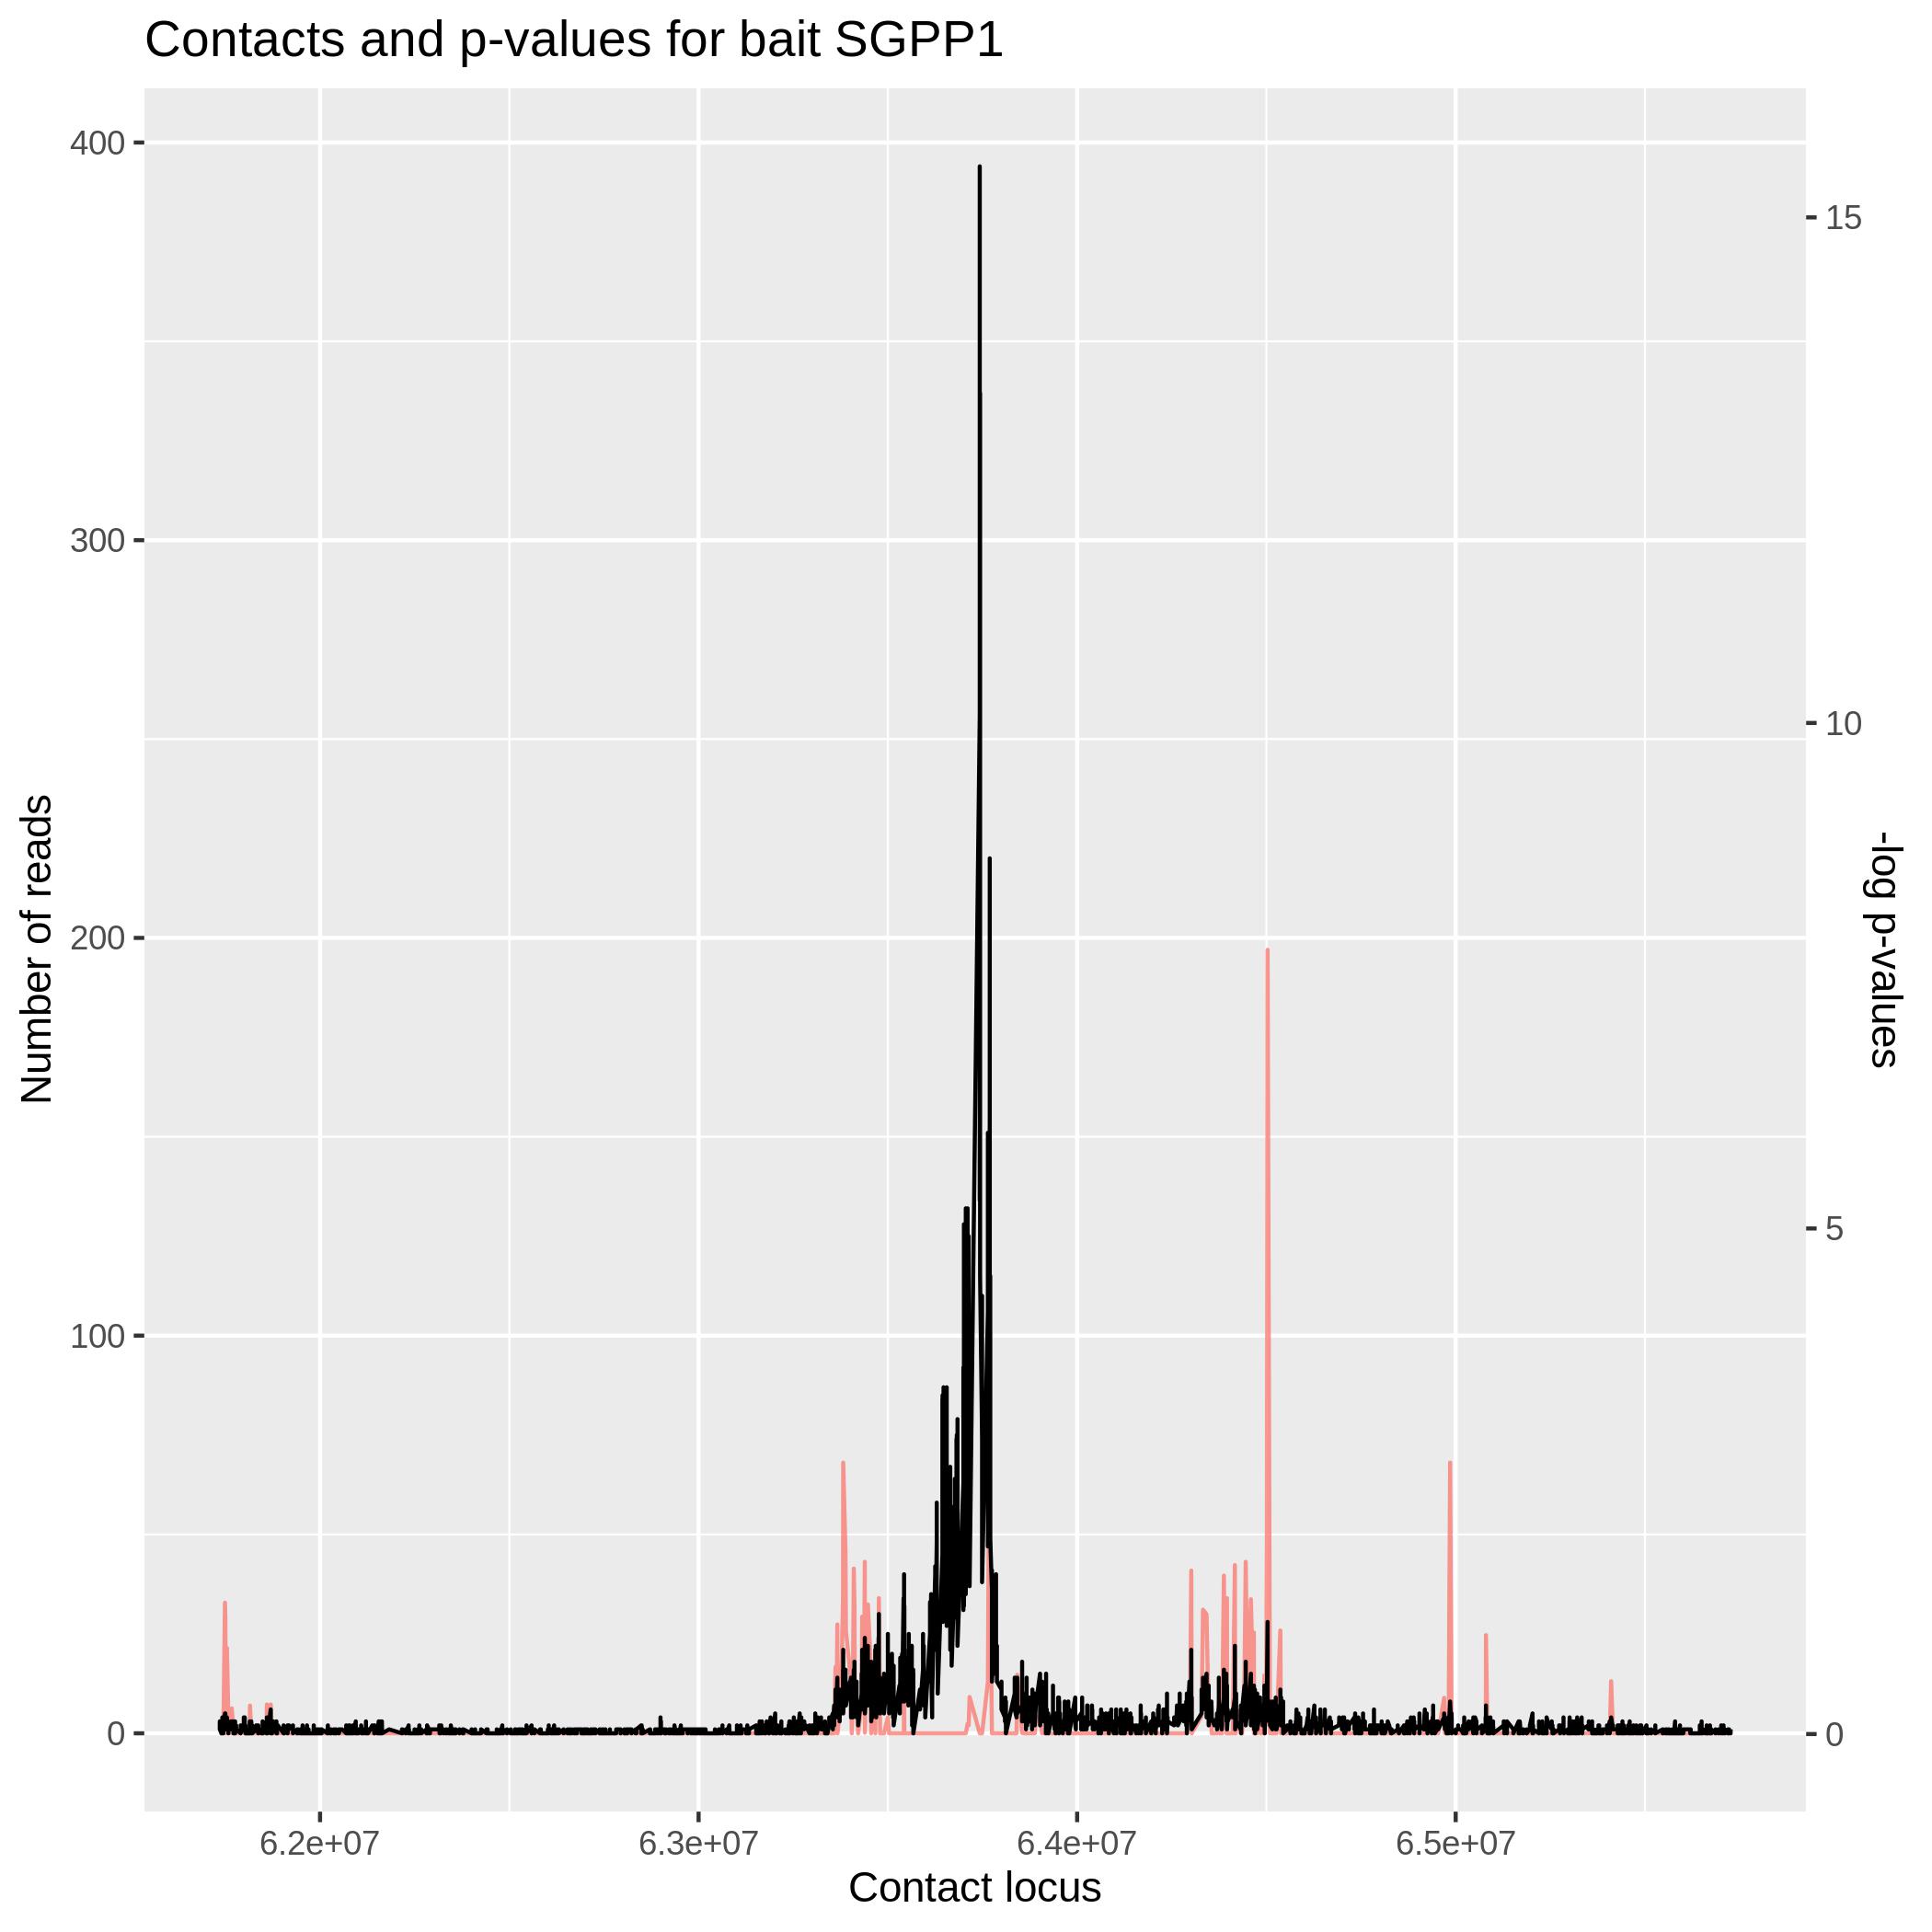 Contacts and p-values for bait SGPP1
400
300
200
100
0
Number of reads
15
10
5
0
-log p-values
6.2e+07
6.3e+07
6.4e+07
6.5e+07
Contact locus